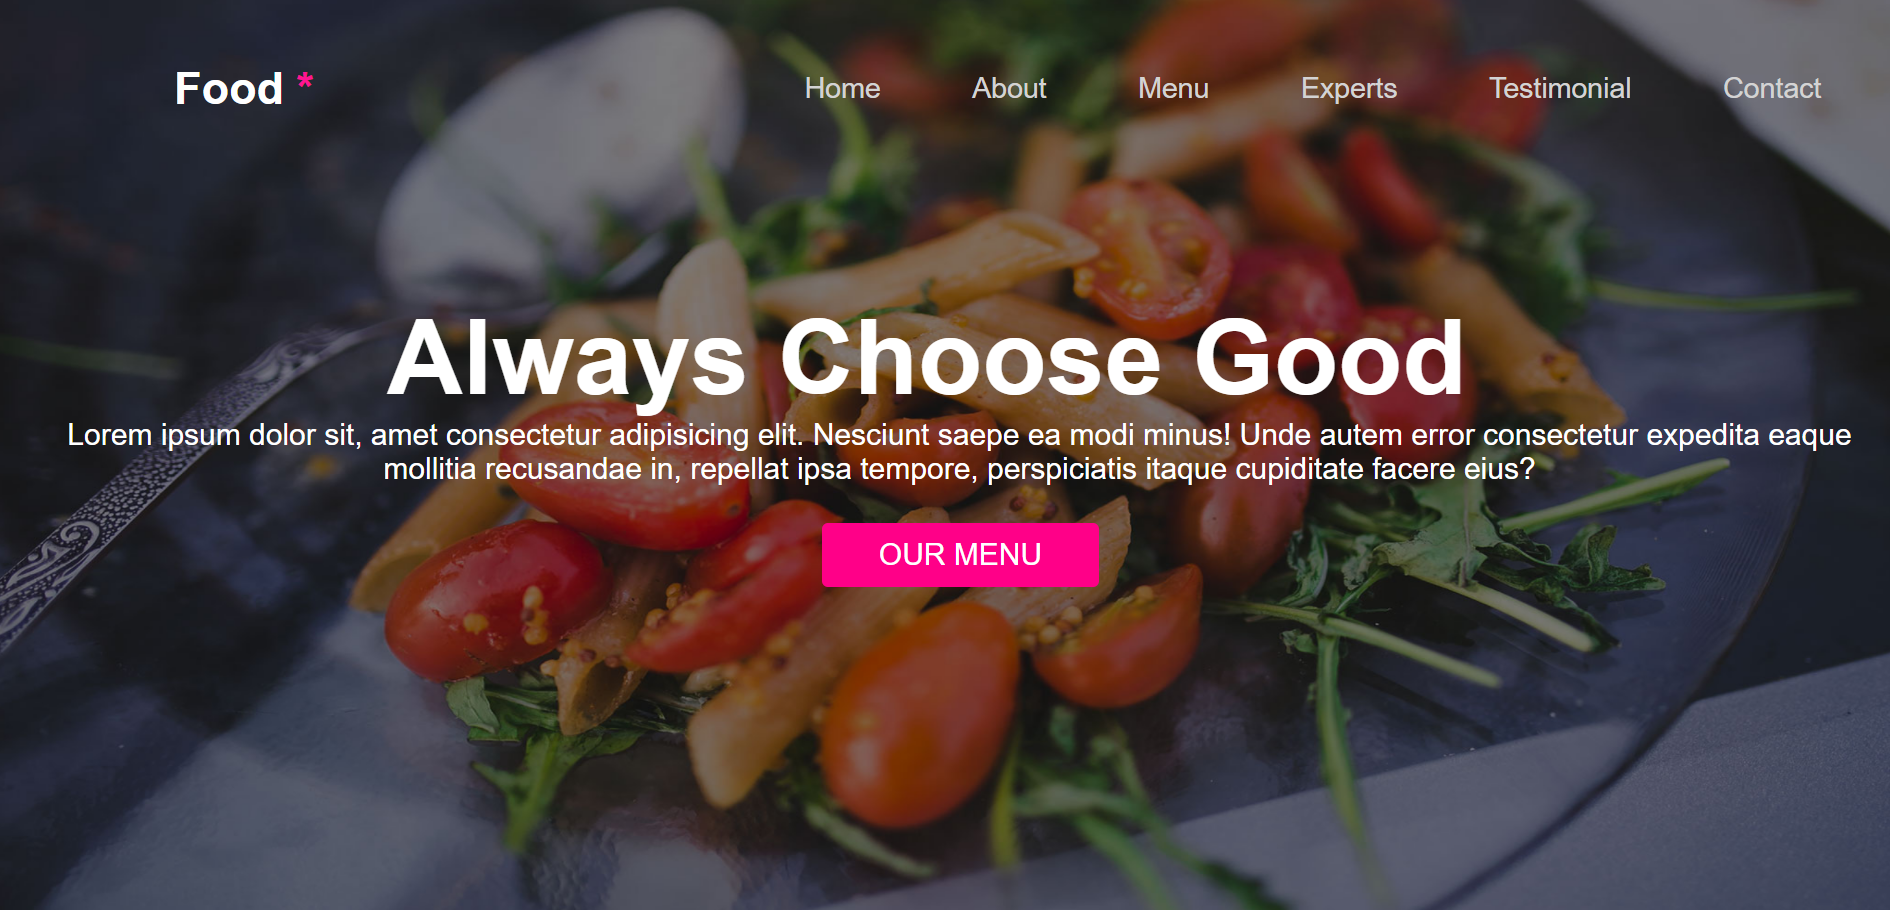 Food *
Home About Menu Experts Testimonial Contact
Always Choose Good
Lorem ipsum dolor sit, amet consectetur adipisicing elit. Nesciunt saepe ea modi minus! Unde autem error consectetur expedita eaque
mollitia recusandae in, repellat ipsa tempore, perspiciatis itaque cupiditate facere eius?
OUR MENU